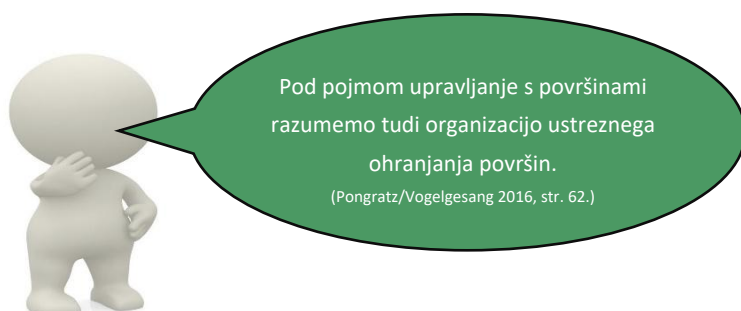 Pod pojmom upravljanje s površinami
razumemo tudi organizacijo ustreznega
ohranjanja površin.
(Pongratz/Vogelgesang 2016, str. 62.)